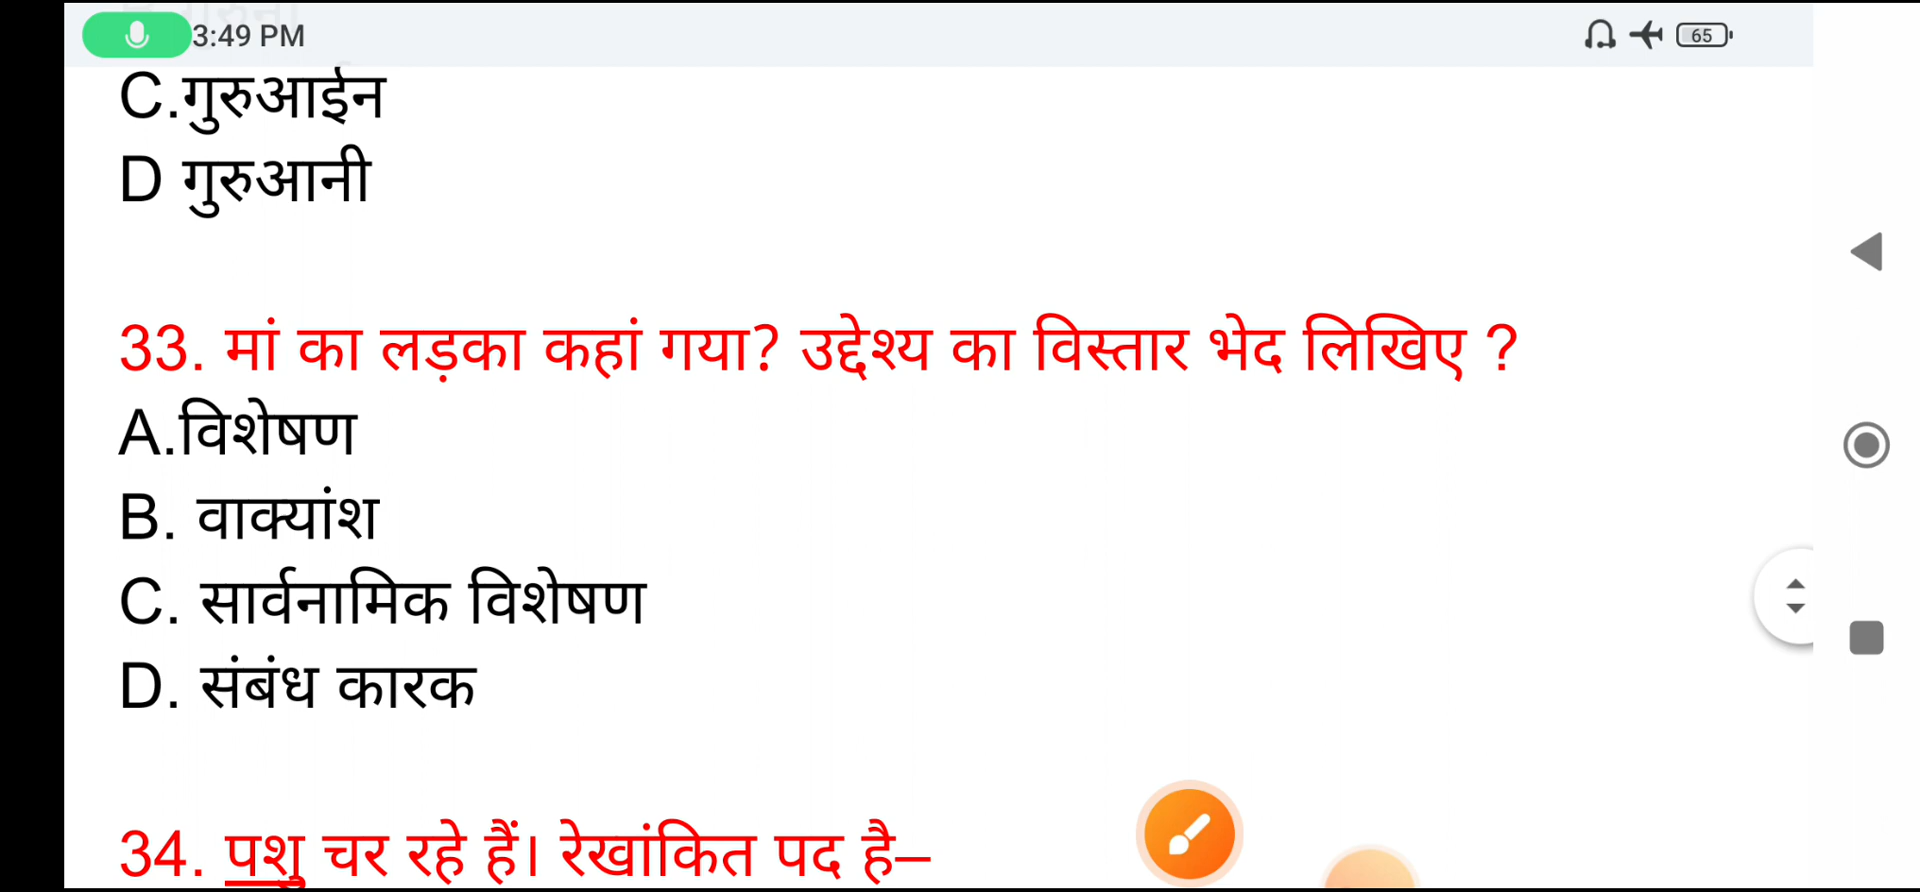 3:49 PM
65
C.गुरुआईन
D गुरुआनी
33. मां का लड़का कहां गया? उद्देश्य का विस्तार भेद लिखिए ?
A.विशेषण
B. वाक्यांश
C. सार्वनामिक विशेषण
D. संबंध कारक
34. पशु चर रहे हैं। रेखांकित पद है–